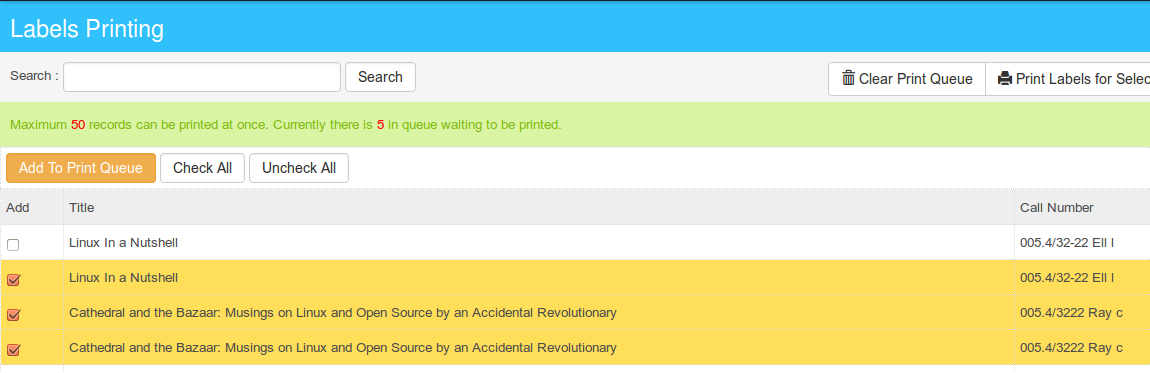 Labels Printing
Search : Search Clear Print Queue Print Labels for Selec
Maximum 50 records can be printed at once. Currently there is 5 in queue waiting to be printed.
Add To Print Queue Check All Uncheck All
Add Title Call Number
Linux In a Nutshell 005.4/32-22 Ell l
Linux In a Nutshell 005.4/32-22 Ell l
Cathedral and the Bazaar: Musings on Linux and Open Source by an Accidental Revolutionary 005.4/3222 Ray c
Cathedral and the Bazaar: Musings on Linux and Open Source by an Accidental Revolutionary 005.4/3222 Ray c